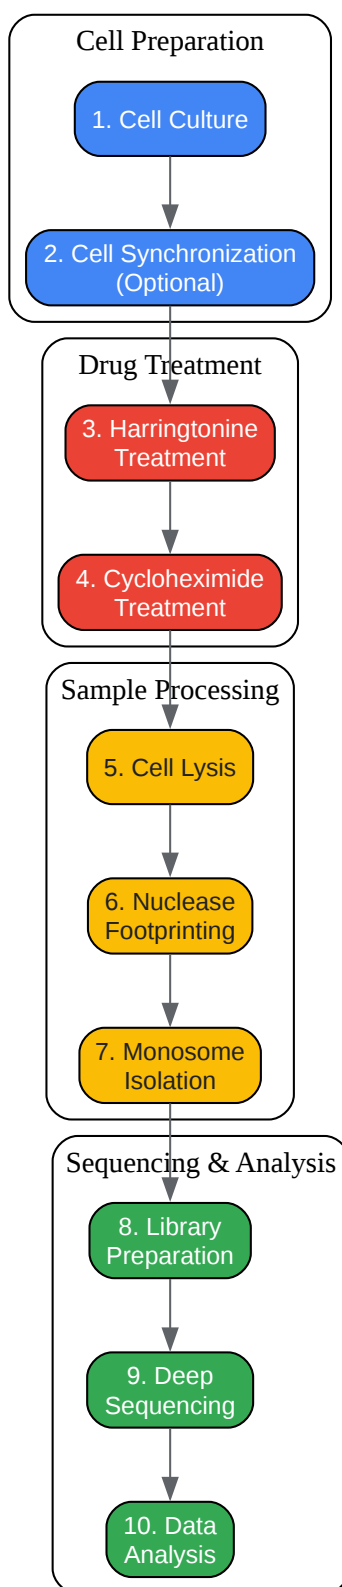 Cell Preparation
1. Cell Culture
2. Cell Synchronization
(Optional)
Drug Treatment
3. Harringtonine
Treatment
4. Cycloheximide
Treatment
Sample Processing
5. Cell Lysis
6. Nuclease
Footprinting
7. Monosome
Isolation
Sequencing & Analysis
8. Library
Preparation
9. Deep
Sequencing
10. Data
Analysis